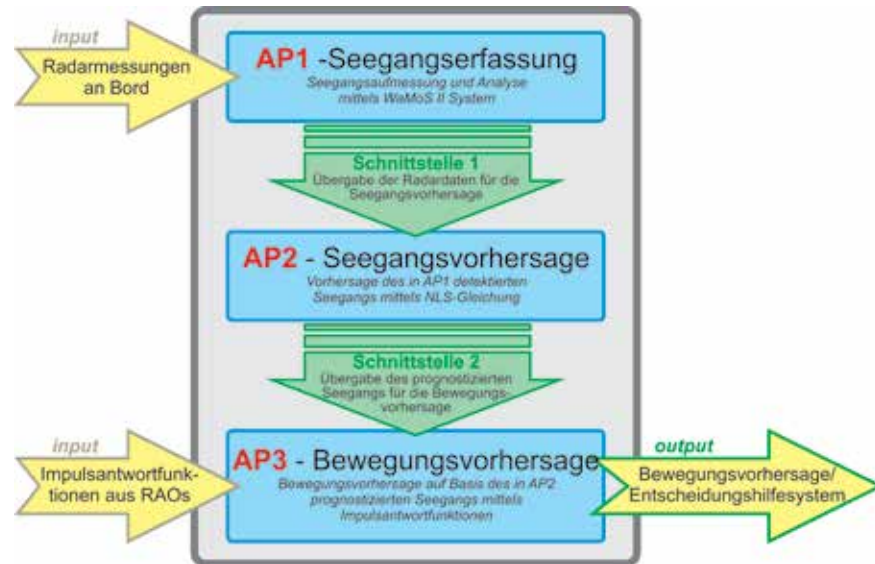 input
Radarmessungen
an Bord
AP1 -Seegangserfassung
Seegangsaufmessung und Analyse
mittels WaMoS II System
Schnittstelle 1
Übergabe der Radardaten für die
Seegangsvorhersage
AP2 - Seegangsvorhersage
Vorhersage des in AP1 detektierten
Seegangs mittels NLS-Gleichung
Schnittstelle 2
Übergabe des prognostizierten
Seegangs für die Bewegungs-
vorhersage
input
Impulsantwortfunk-
tionen aus RAOs
AP3 - Bewegungsvorhersage
Bewegungsvorhersage auf Basis des in AP2
prognostizierten Seegangs mittels
Impulsantwortfunktionen
output
Bewegungsvorhersage/
Entscheidungshilfesystem